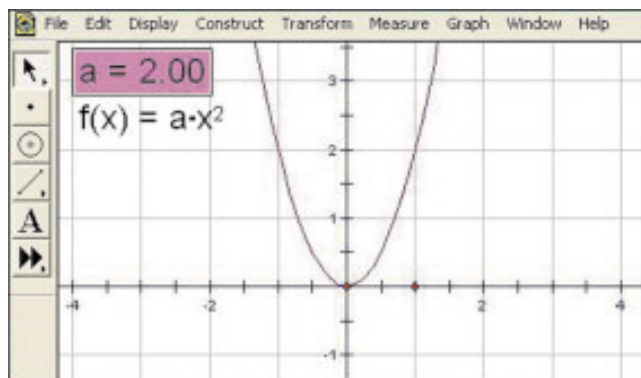 File Edit Display Construct Transform Measure Graph Window Help
a = 2.00
f(x) = a·x²
A
3
2
1
-4 -2 2 4
-1